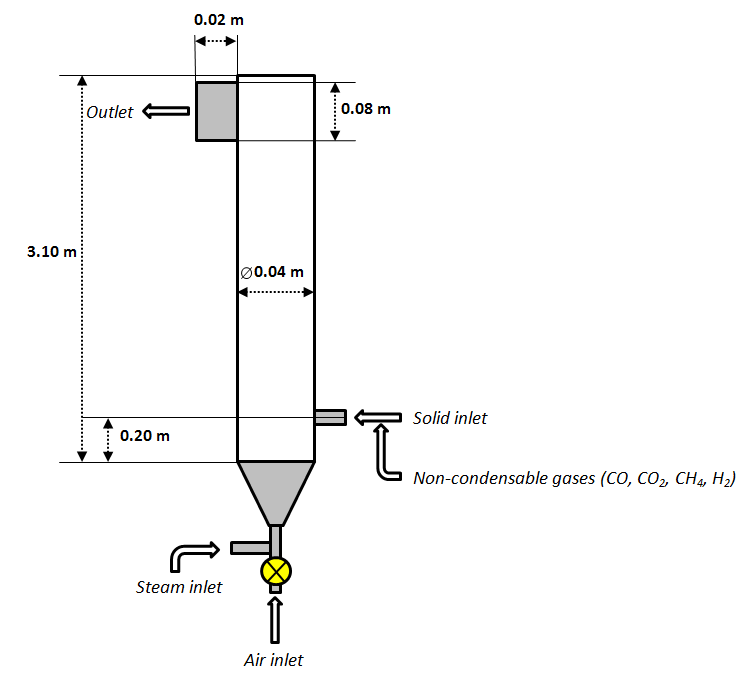 0.02 m
Outlet
0.08 m
3.10 m
∅0.04 m
Solid inlet
0.20 m
Non-condensable gases (CO, CO₂, CH₄, H₂)
Steam inlet
Air inlet